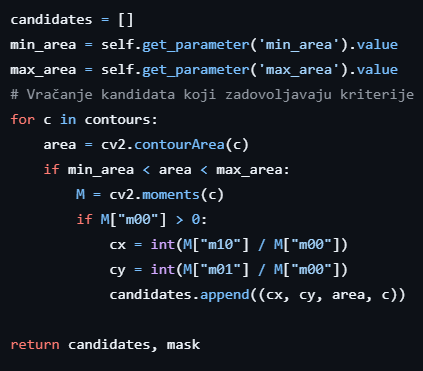 candidates = []
min_area = self.get_parameter('min_area').value
max_area = self.get_parameter('max_area').value
# Vraćanje kandidata koji zadovoljavaju kriterije
for c in contours:
    area = cv2.contourArea(c)
    if min_area < area < max_area:
        M = cv2.moments(c)
        if M["m00"] > 0:
            cx = int(M["m10"] / M["m00"])
            cy = int(M["m01"] / M["m00"])
            candidates.append((cx, cy, area, c))

return candidates, mask